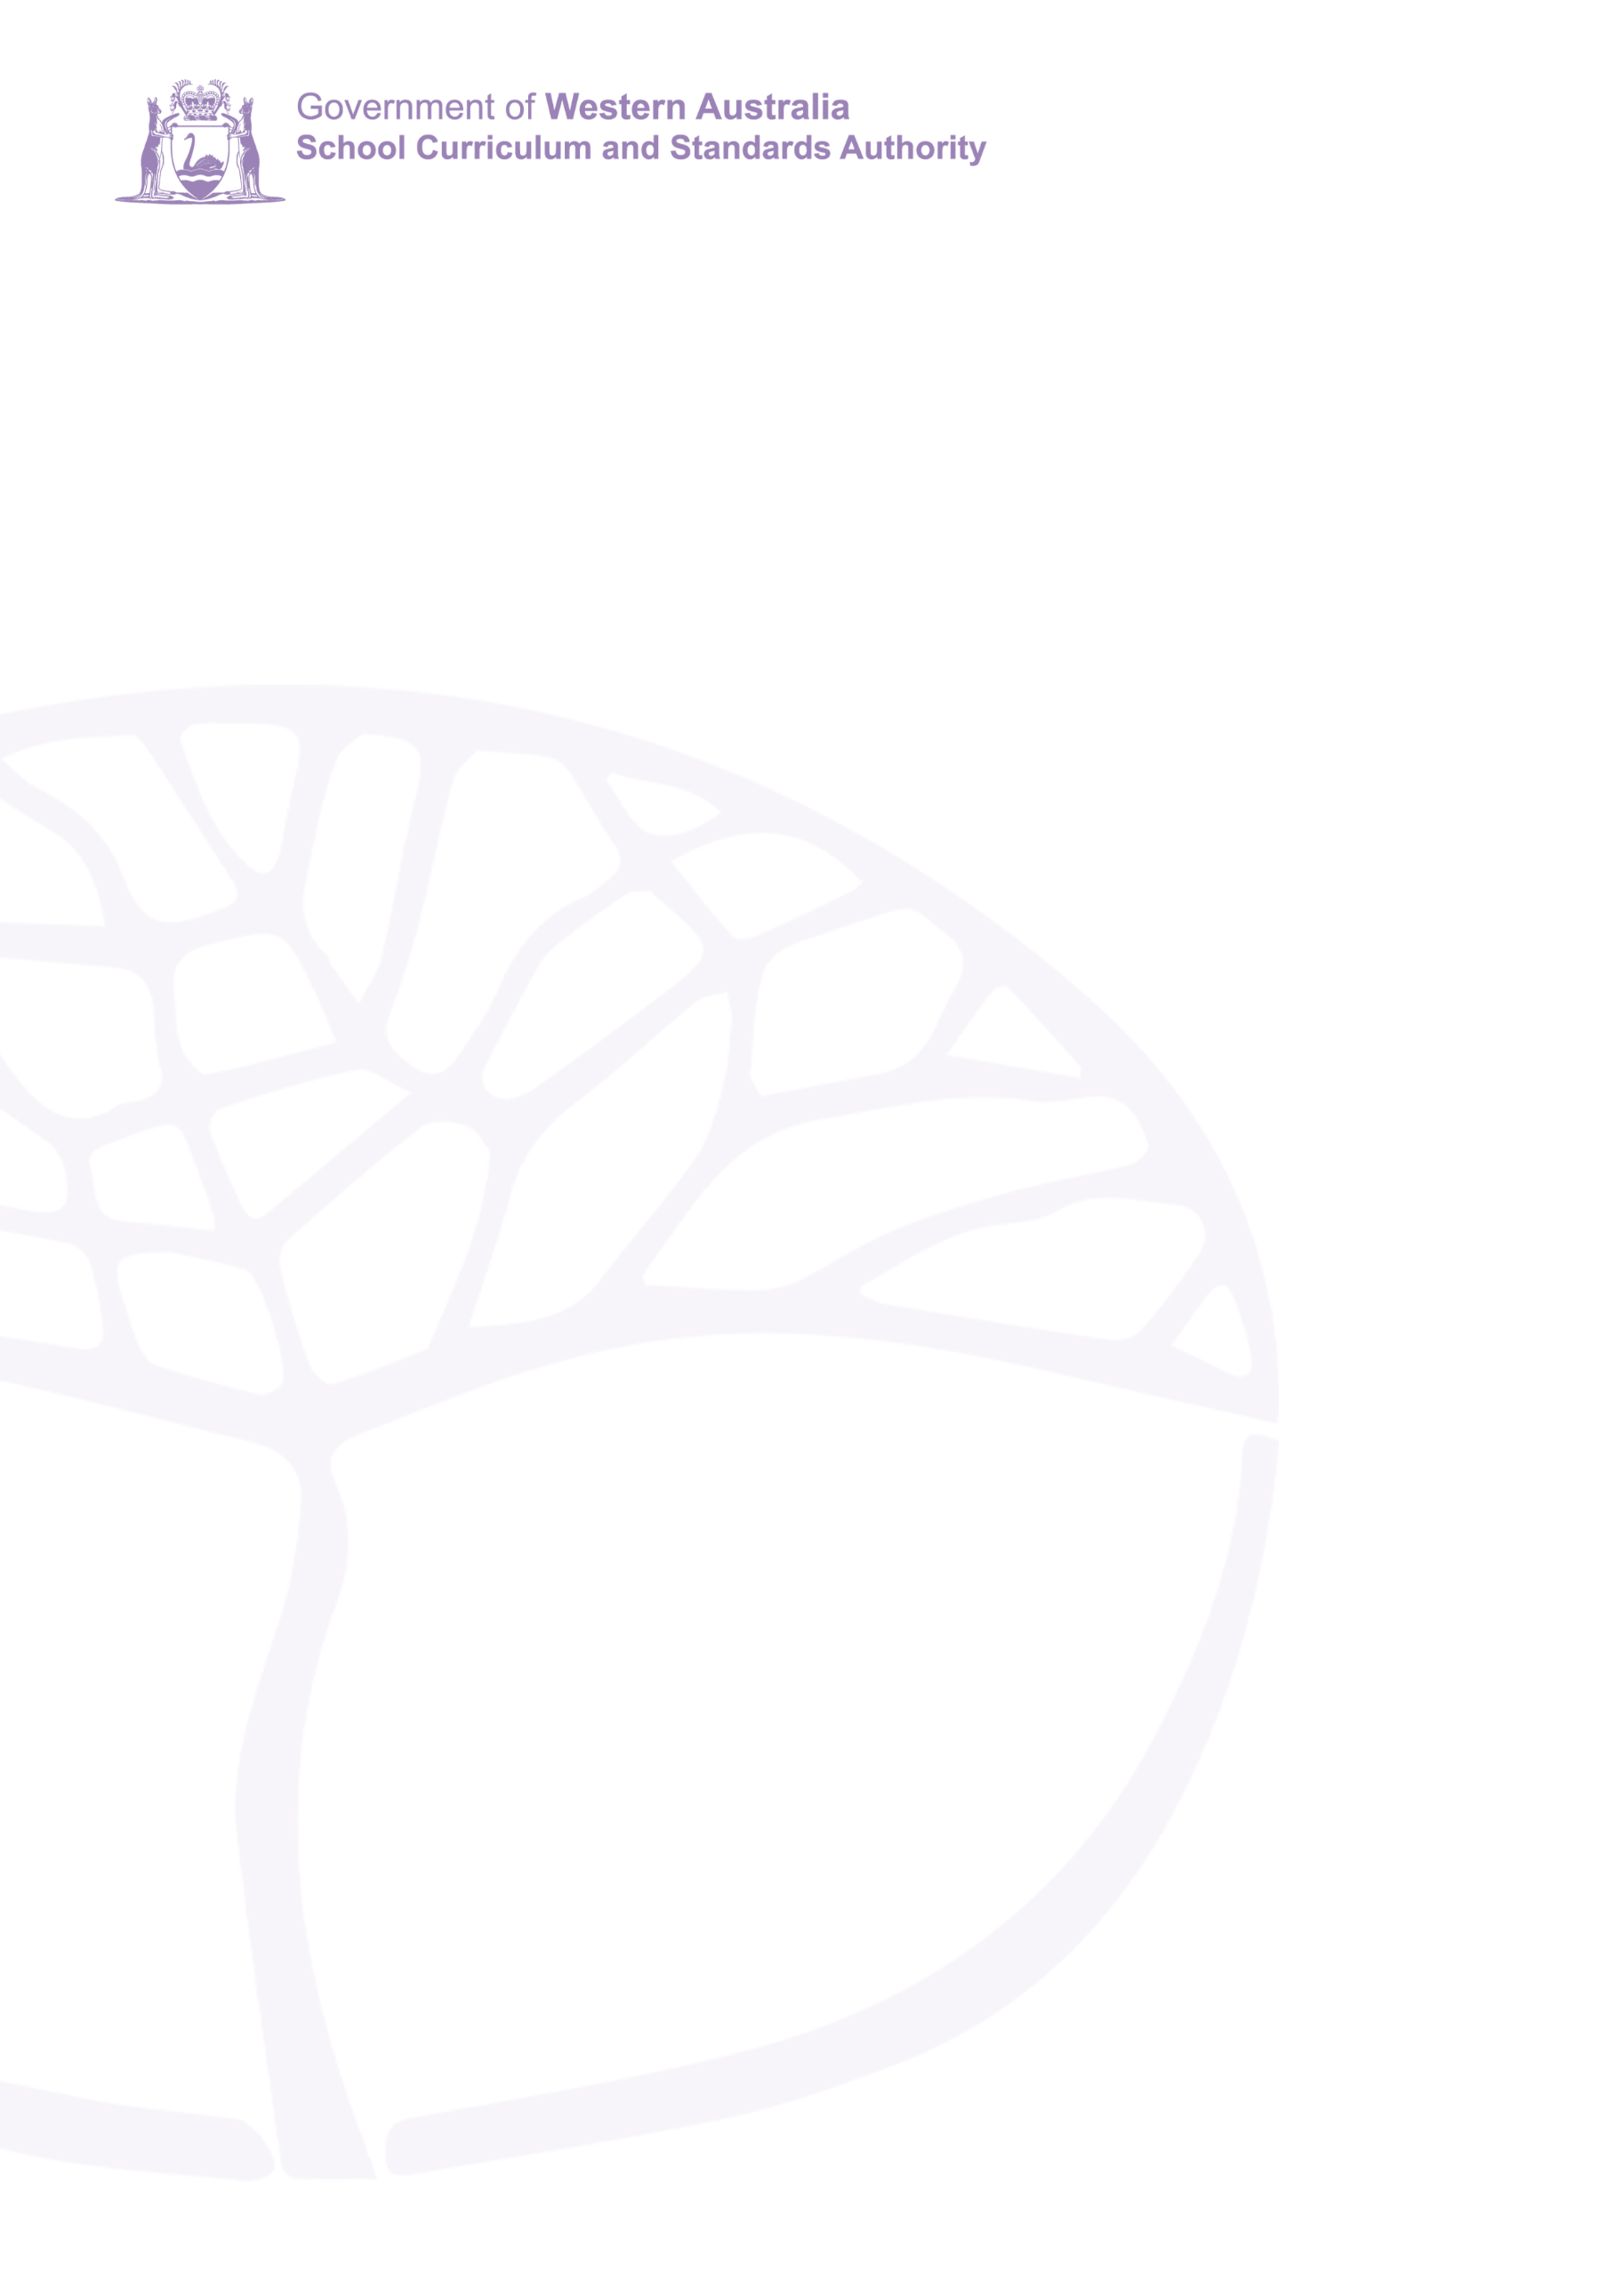 Government of Western Australia
School Curriculum and Standards Authority